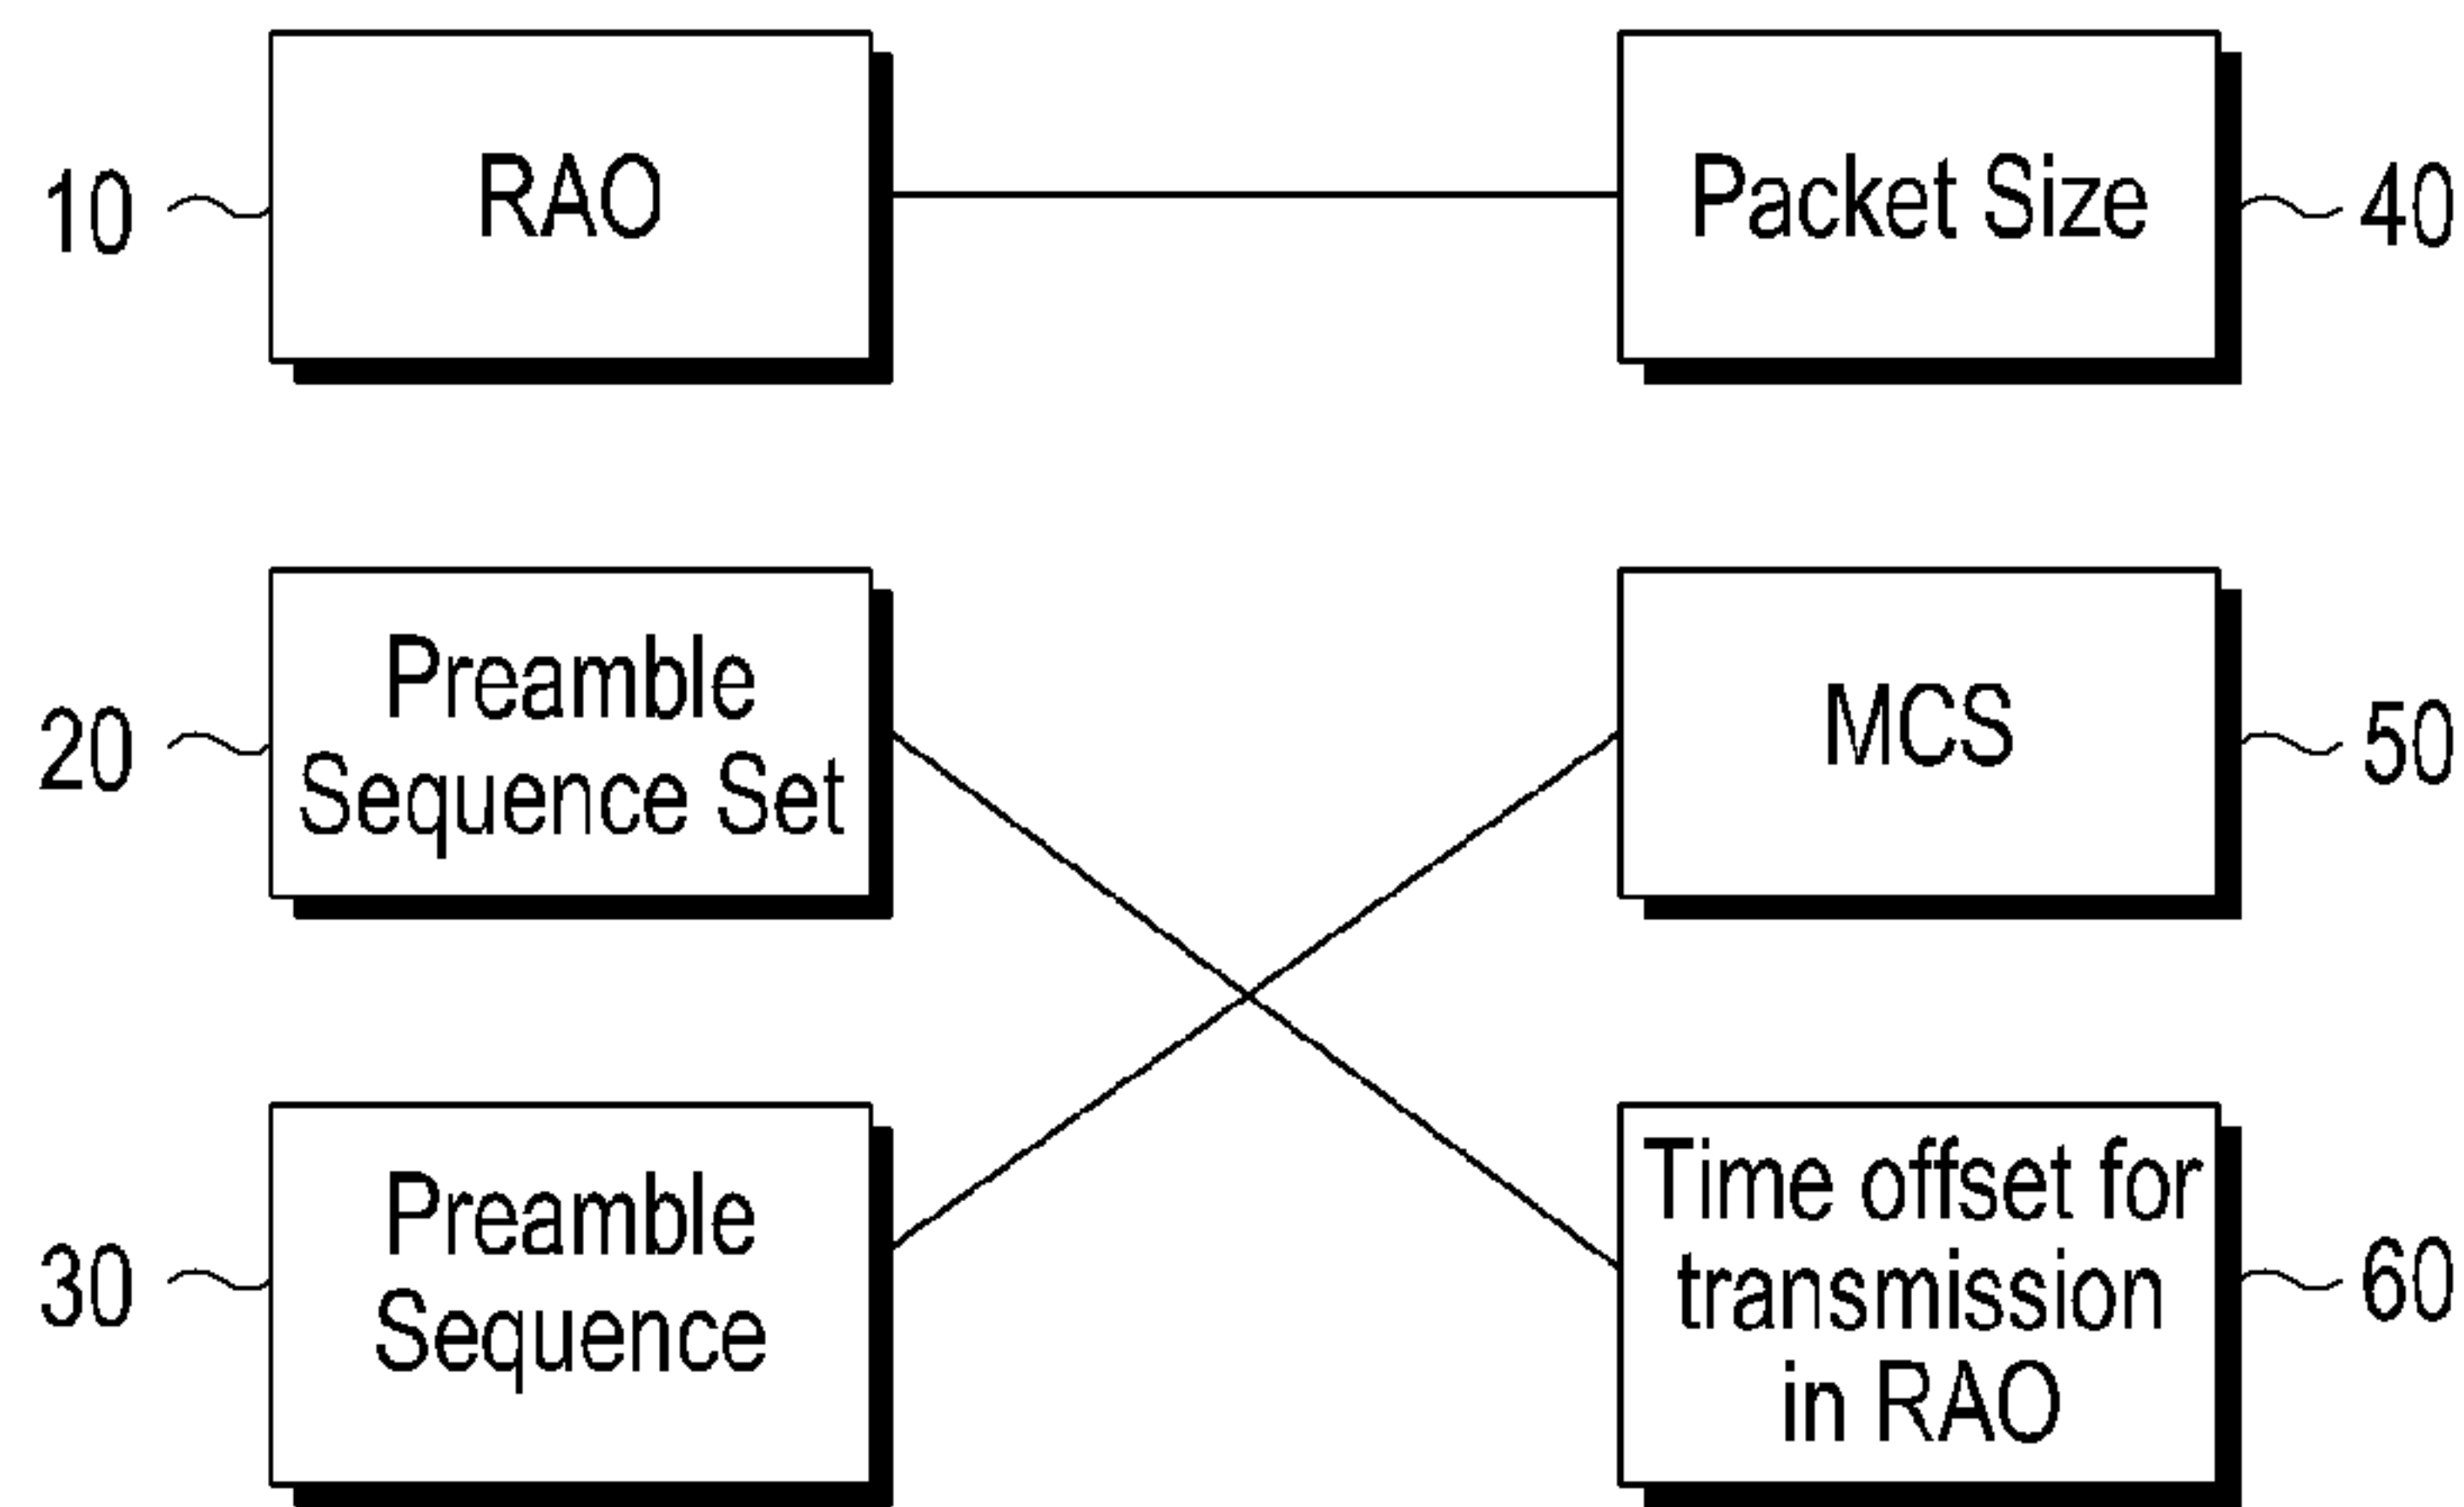 10
RAO
Packet Size
40
20
Preamble
Sequence Set
MCS
50
30
Preamble
Sequence
Time offset for
transmission
in RAO
60